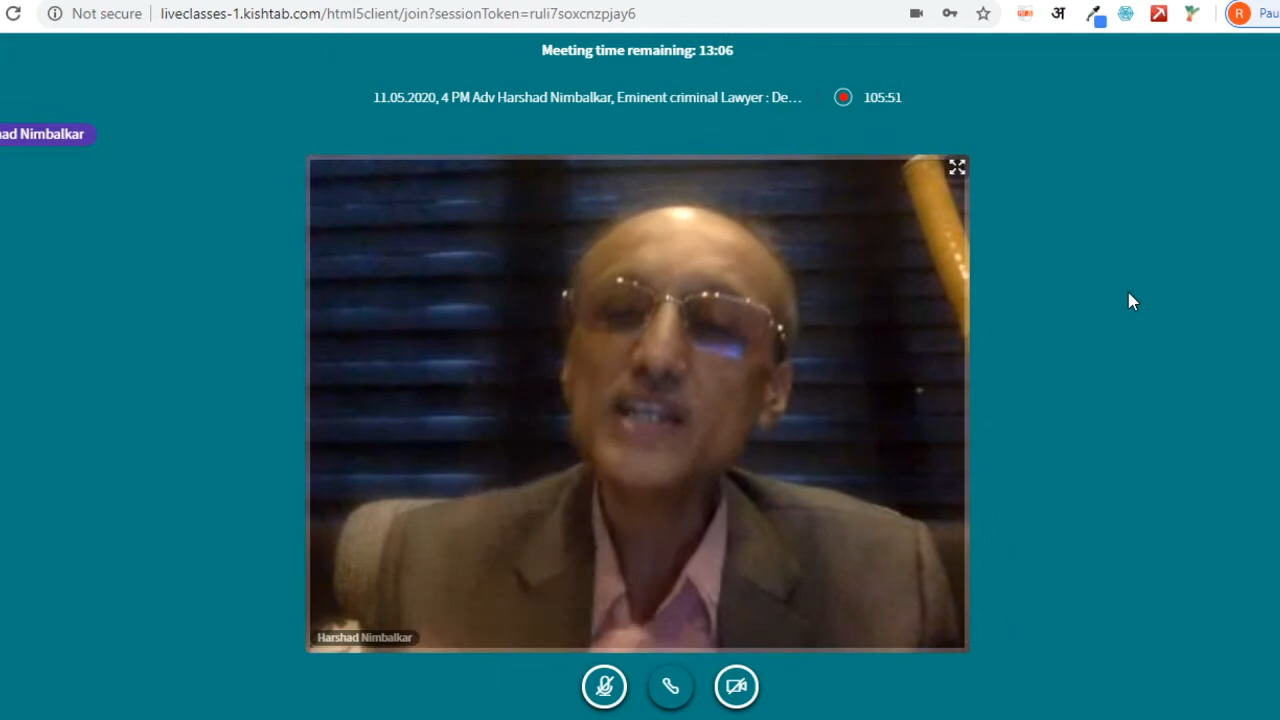 Not secure liveclasses-1.kishtab.com/html5client/join?sessionToken=ruli7soxcnzpjay6 अ R Pau
Meeting time remaining: 13:06
11.05.2020, 4 PM Adv Harshad Nimbalkar, Eminent criminal Lawyer : De... 105:51
ad Nimbalkar
Harshad Nimbalkar